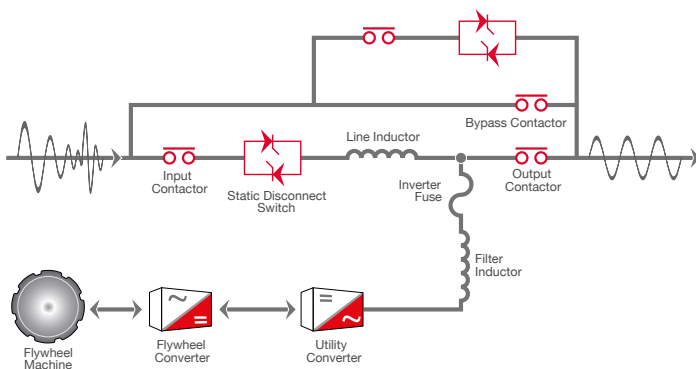 Bypass Contactor
Line Inductor
Input
Contactor
Static Disconnect
Switch
Inverter
Fuse
Output
Contactor
Filter
Inductor
Flywheel
Machine
Flywheel
Converter
Utility
Converter